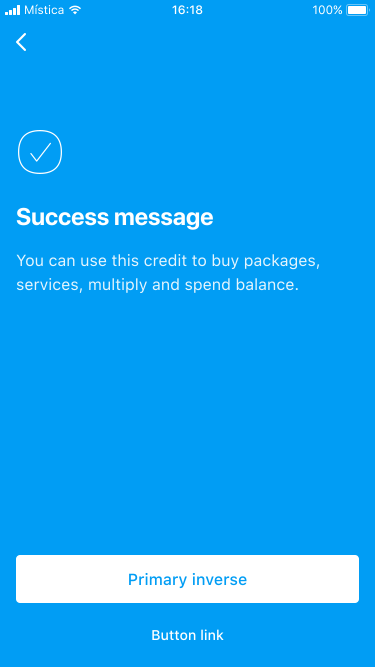 Mística 16:18 100%
Success message
You can use this credit to buy packages,
services, multiply and spend balance.
Primary inverse
Button link